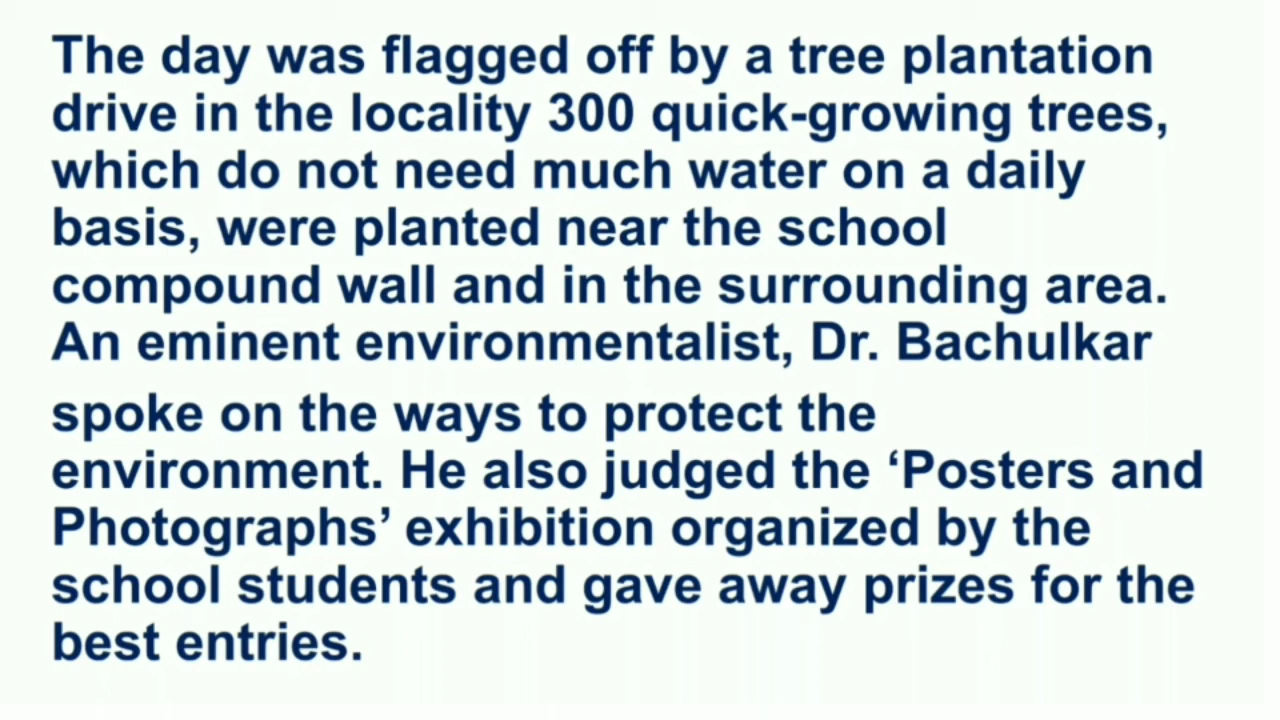 The day was flagged off by a tree plantation
drive in the locality 300 quick-growing trees,
which do not need much water on a daily
basis, were planted near the school
compound wall and in the surrounding area.
An eminent environmentalist, Dr. Bachulkar
spoke on the ways to protect the
environment. He also judged the ‘Posters and
Photographs’ exhibition organized by the
school students and gave away prizes for the
best entries.